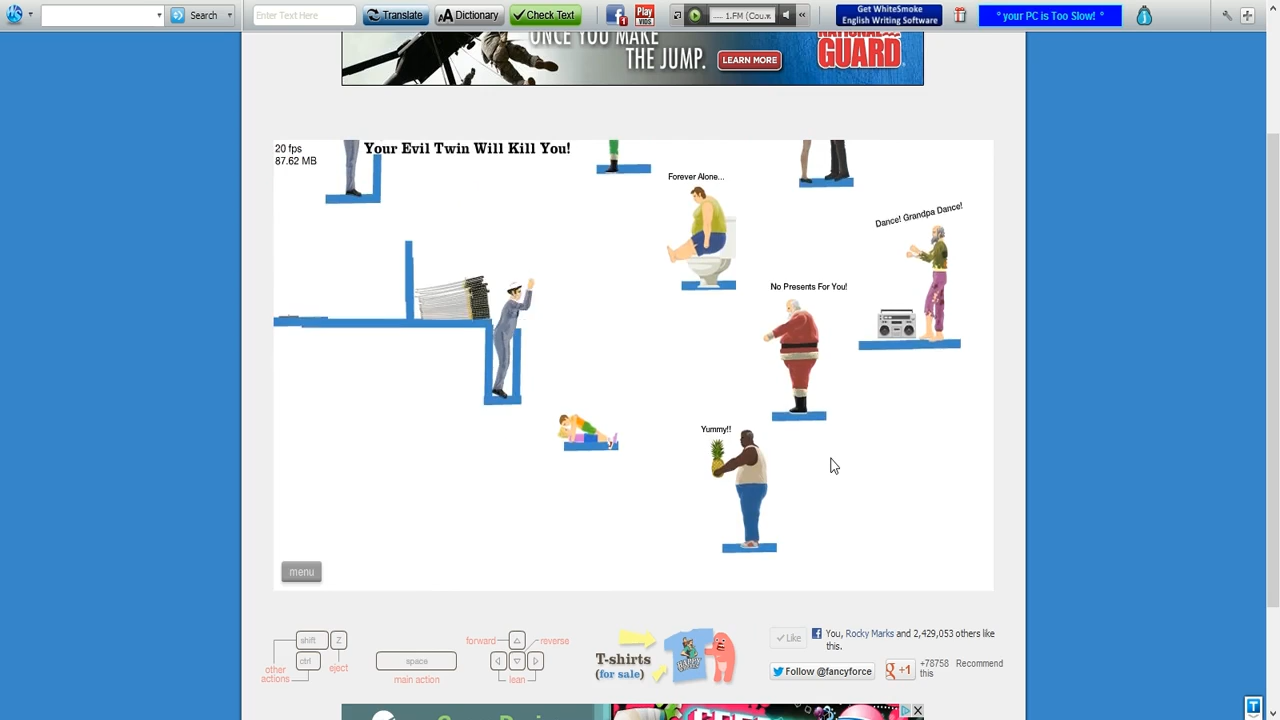 Search
Enter Text Here
Translate
Dictionary
Check Text
Play
VIDS
1.FM (Coun.
Get WhiteSmoke
English Writing Software
° your PC is Too Slow! °
ONCE YOU MAKE
THE JUMP.
LEARN MORE
NATIONAL
GUARD
20 fps
87.62 MB
Your Evil Twin Will Kill You!
Forever Alone...
Dance! Grandpa Dance!
No Presents For You!
Yummy!!
menu
shift
Z
ctrl
other
actions
eject
space
main action
forward
reverse
lean
T-shirts
(for sale)
Like
You, Rocky Marks and 2,429,053 others like
this.
Follow @fancyforce
+1
+78758 Recommend
this